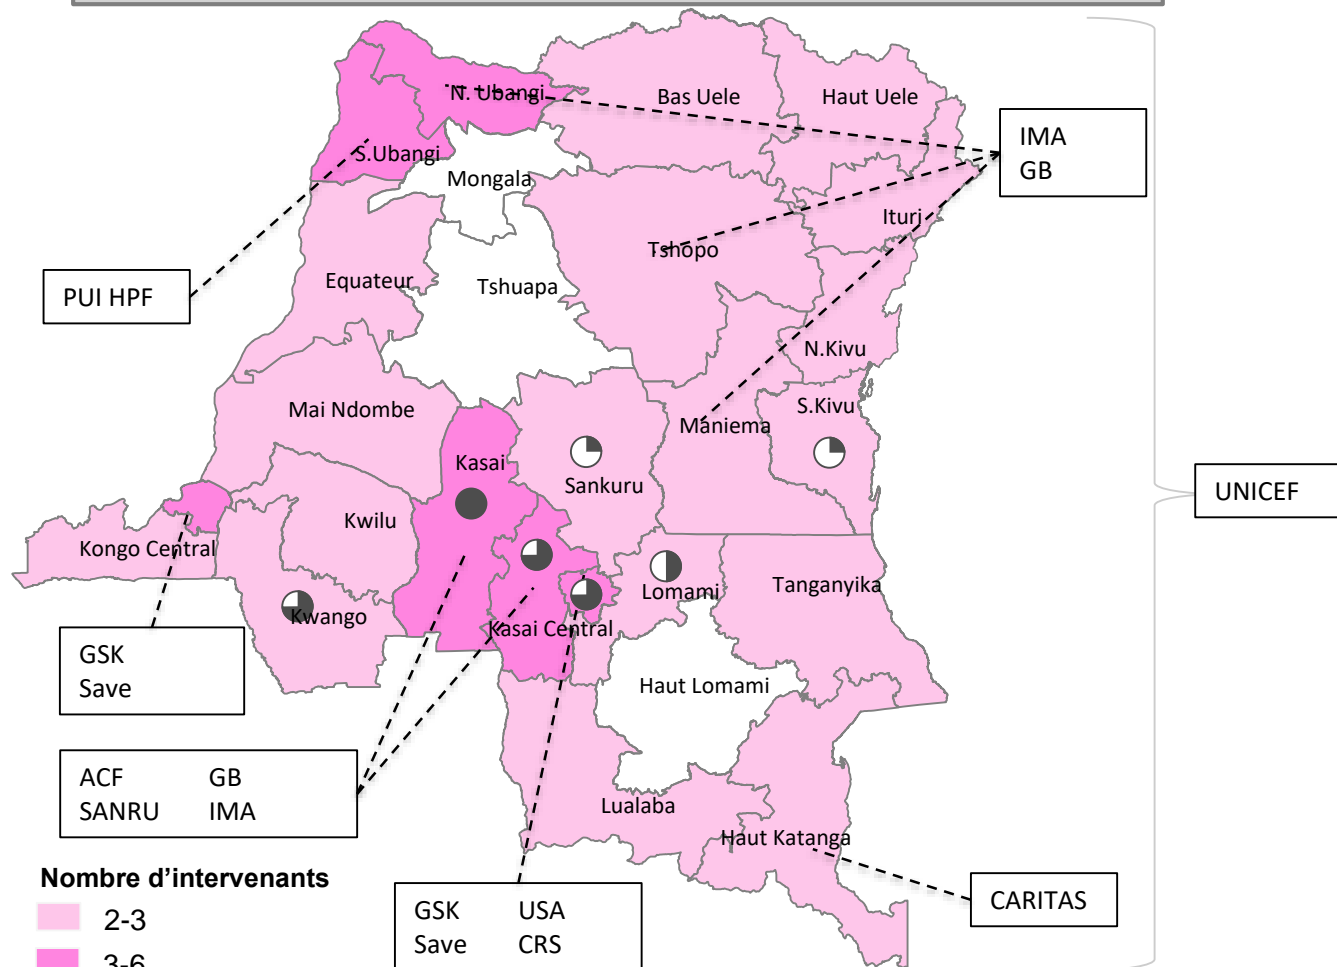 N. Ubangi
Bas Uele
Haut Uele
IMA
GB
S.Ubangi
Mongala
Ituri
Tshopo
PUI HPF
Equateur
Tshuapa
N.Kivu
Mai Ndombe
S.Kivu
Maniema
Kasai
Sankuru
UNICEF
Kwilu
Kongo Central
Lomami
Tanganyika
Kwango
Kasai Central
GSK
Save
Haut Lomami
ACF GB
SANRU IMA
Lualaba
Haut Katanga
Nombre d’intervenants
2-3
3-6
GSK USA
Save CRS
CARITAS